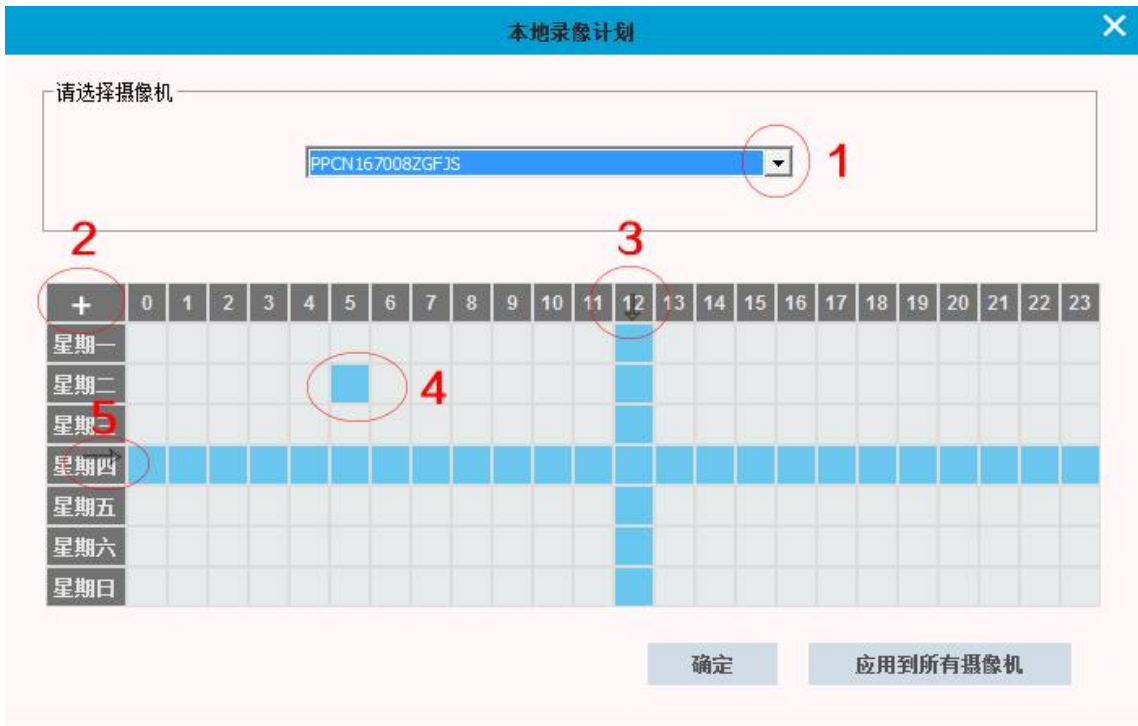 本地录像计划
请选择摄像机
PPCN167008ZGFJS
1
2
3
+ 0 1 2 3 4 5 6 7 8 9 10 11 12 13 14 15 16 17 18 19 20 21 22 23
星期一
星期二
4
星期三
5
星期四
星期五
星期六
星期日
确定 应用到所有摄像机